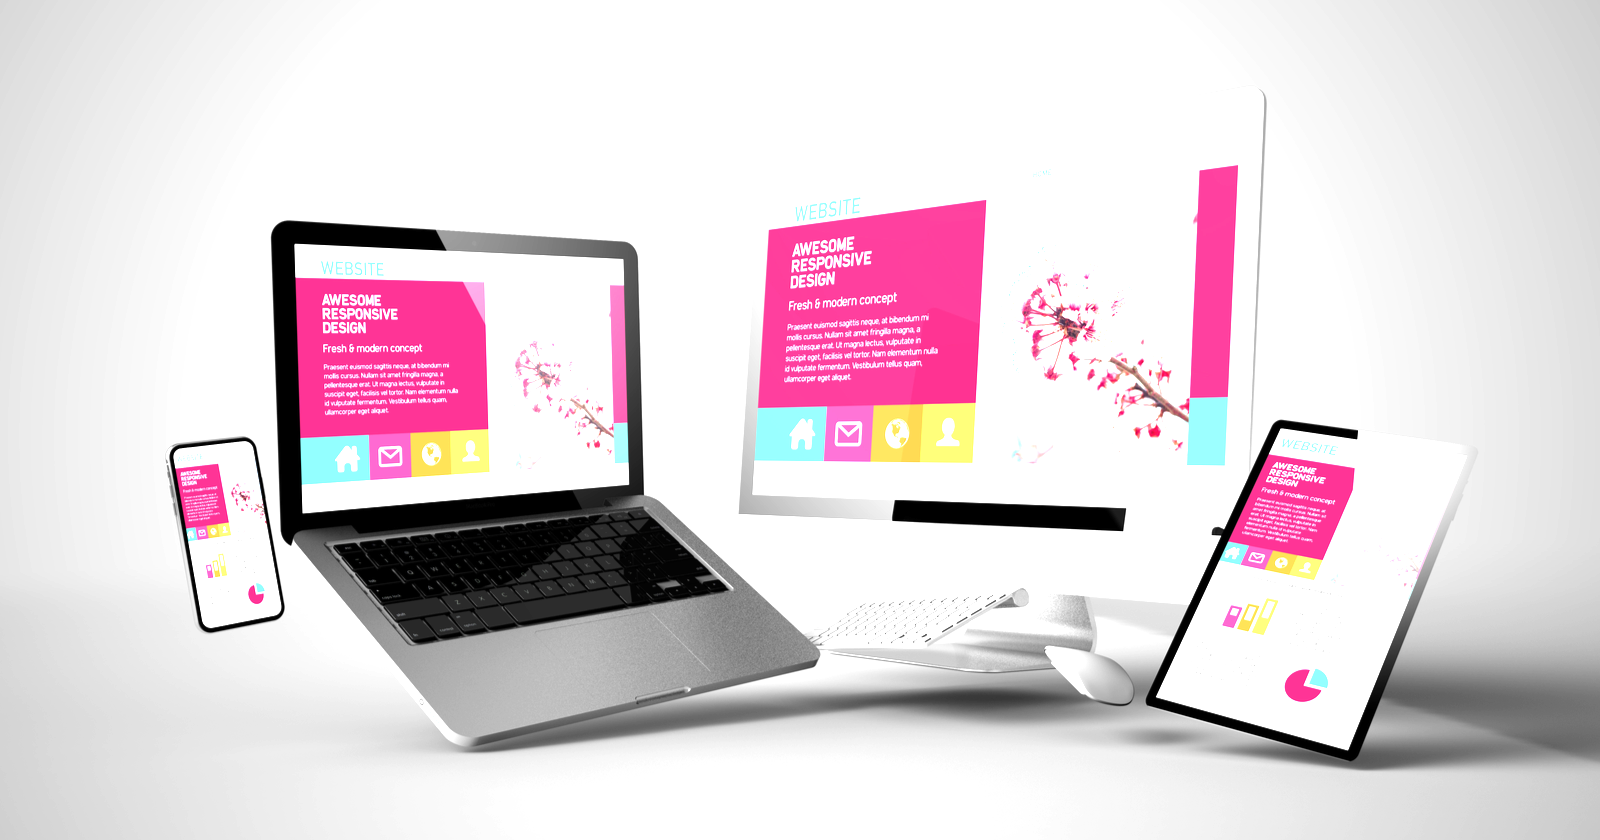 WEBSITE
AWESOME
RESPONSIVE
DESIGN
Fresh & modern concept
Praesent euismod sagittis neque, at bibendum mi
mollis cursus. Nullam sit amet fringilla magna, a
pellentesque erat. Ut magna lectus, vulputate in
suscipit eget, facilisis vel tortor. Nam elementum nulla
id vulputate fermentum. Vestibulum tellus quam,
ullamcorper eget aliquet.
WEBSITE
AWESOME
RESPONSIVE
DESIGN
Fresh & modern concept
Praesent euismod sagittis neque, at bibendum mi
mollis cursus. Nullam sit amet fringilla magna, a
pellentesque erat. Ut magna lectus, vulputate in
suscipit eget, facilisis vel tortor. Nam elementum nulla
id vulputate fermentum. Vestibulum tellus quam,
ullamcorper eget aliquet.
AWESOME
RESPONSIVE
DESIGN
Fresh & modern concept
WEBSITE
AWESOME
RESPONSIVE
DESIGN
Fresh & modern concept